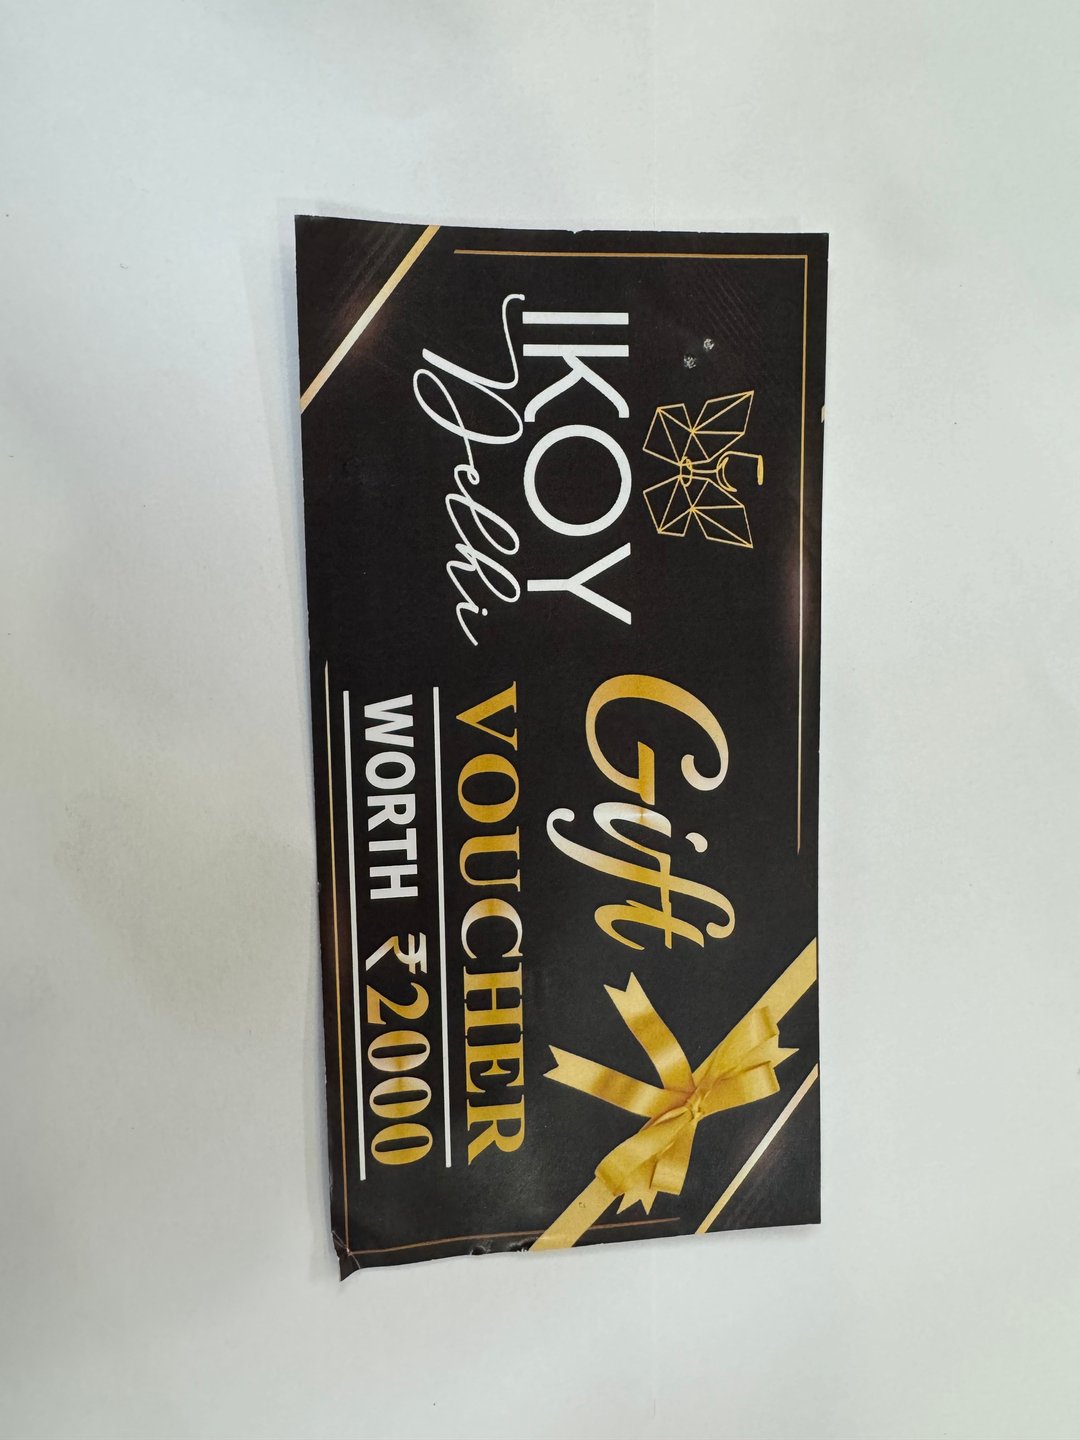 IKOY
Delhi
Gift
VOUCHER
WORTH ₹2000